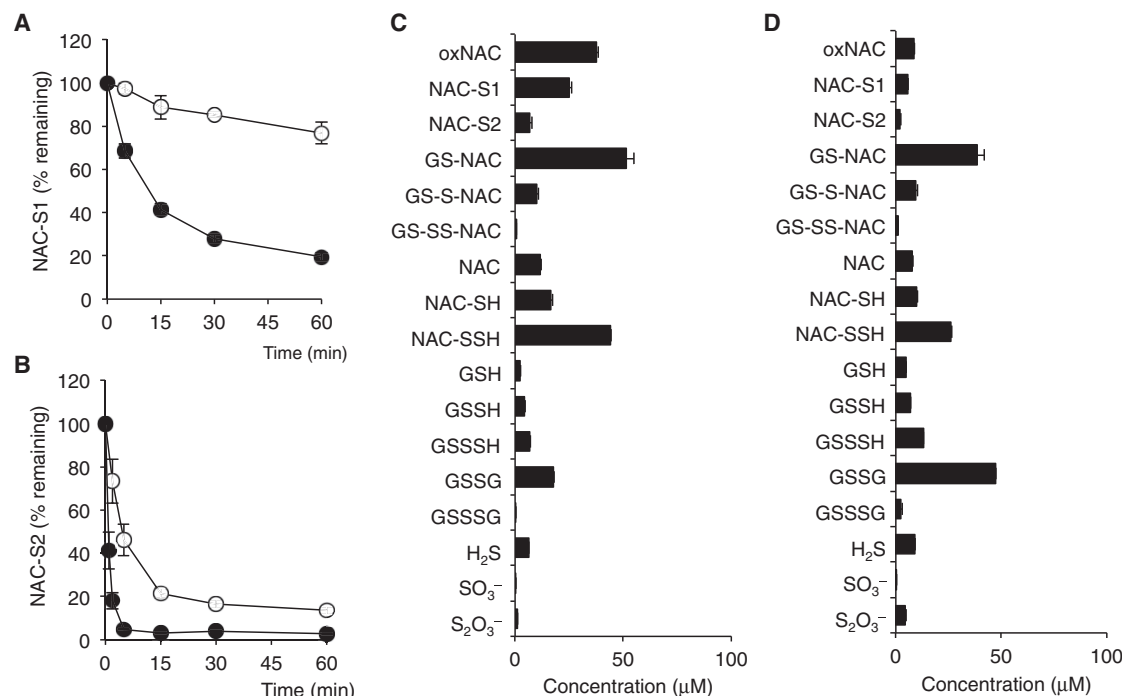 A
NAC-S1 (% remaining)
120
100
80
60
40
20
0
0 15 30 45 60
Time (min)
B
NAC-S2 (% remaining)
120
100
80
60
40
20
0
0 15 30 45 60
Time (min)
C
oxNAC
NAC-S1
NAC-S2
GS-NAC
GS-S-NAC
GS-SS-NAC
NAC
NAC-SH
NAC-SSH
GSH
GSSH
GSSSH
GSSG
GSSSG
H₂S
SO₃⁻
S₂O₃⁻
0 50 100
Concentration (μM)
D
oxNAC
NAC-S1
NAC-S2
GS-NAC
GS-S-NAC
GS-SS-NAC
NAC
NAC-SH
NAC-SSH
GSH
GSSH
GSSSH
GSSG
GSSSG
H₂S
SO₃⁻
S₂O₃⁻
0 50 100
Concentration (μM)